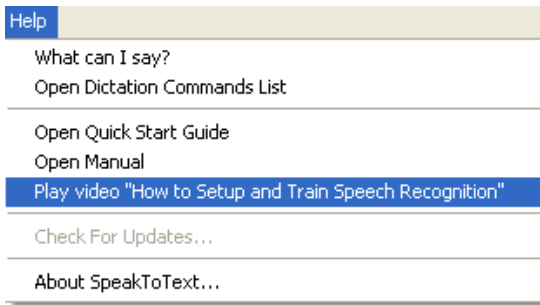 Help
What can I say?
Open Dictation Commands List
Open Quick Start Guide
Open Manual
Play video "How to Setup and Train Speech Recognition"
Check For Updates...
About SpeakToText...